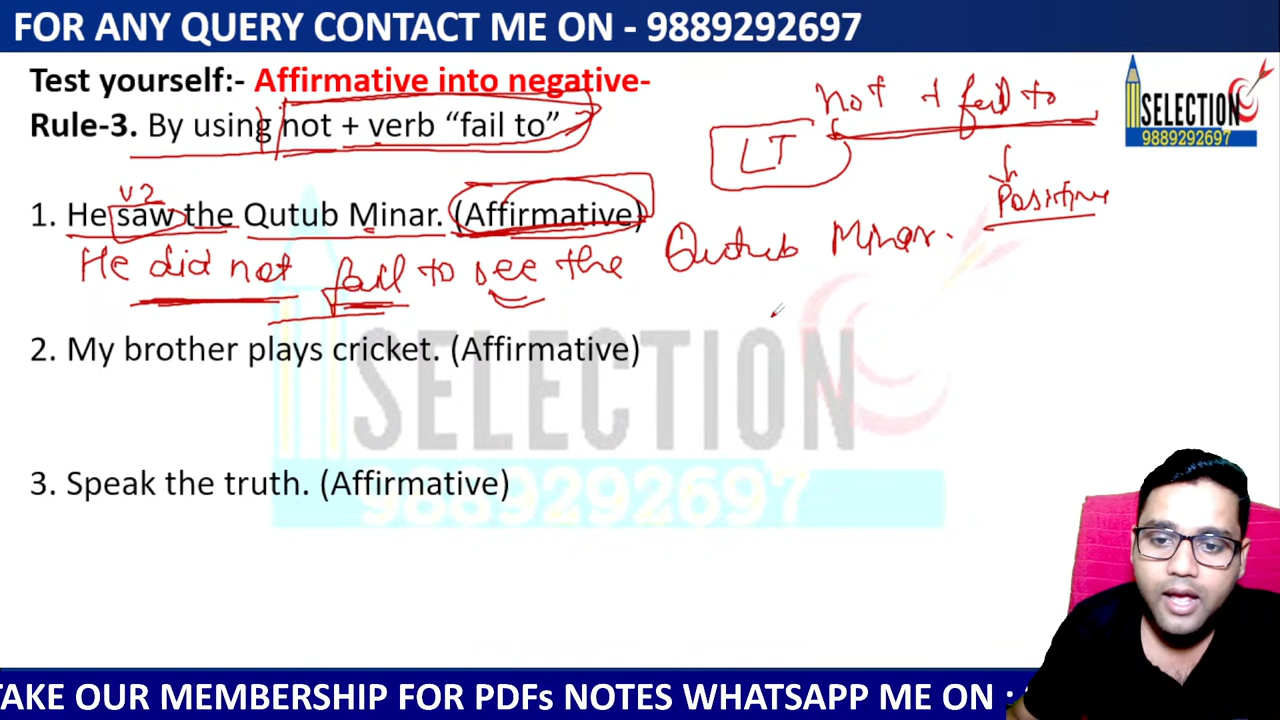 FOR ANY QUERY CONTACT ME ON - 9889292697
Test yourself:- Affirmative into negative-
not + fail to
SELECTION
9889292697
Rule-3. By using not + verb “fail to”
LT
Positive
V2
1. He saw the Qutub Minar. (Affirmative)
He did not fail to see the Qutub Minar.
2. My brother plays cricket. (Affirmative)
SELECTION
3. Speak the truth. (Affirmative)
9889292697
TAKE OUR MEMBERSHIP FOR PDFs NOTES WHATSAPP ME ON :